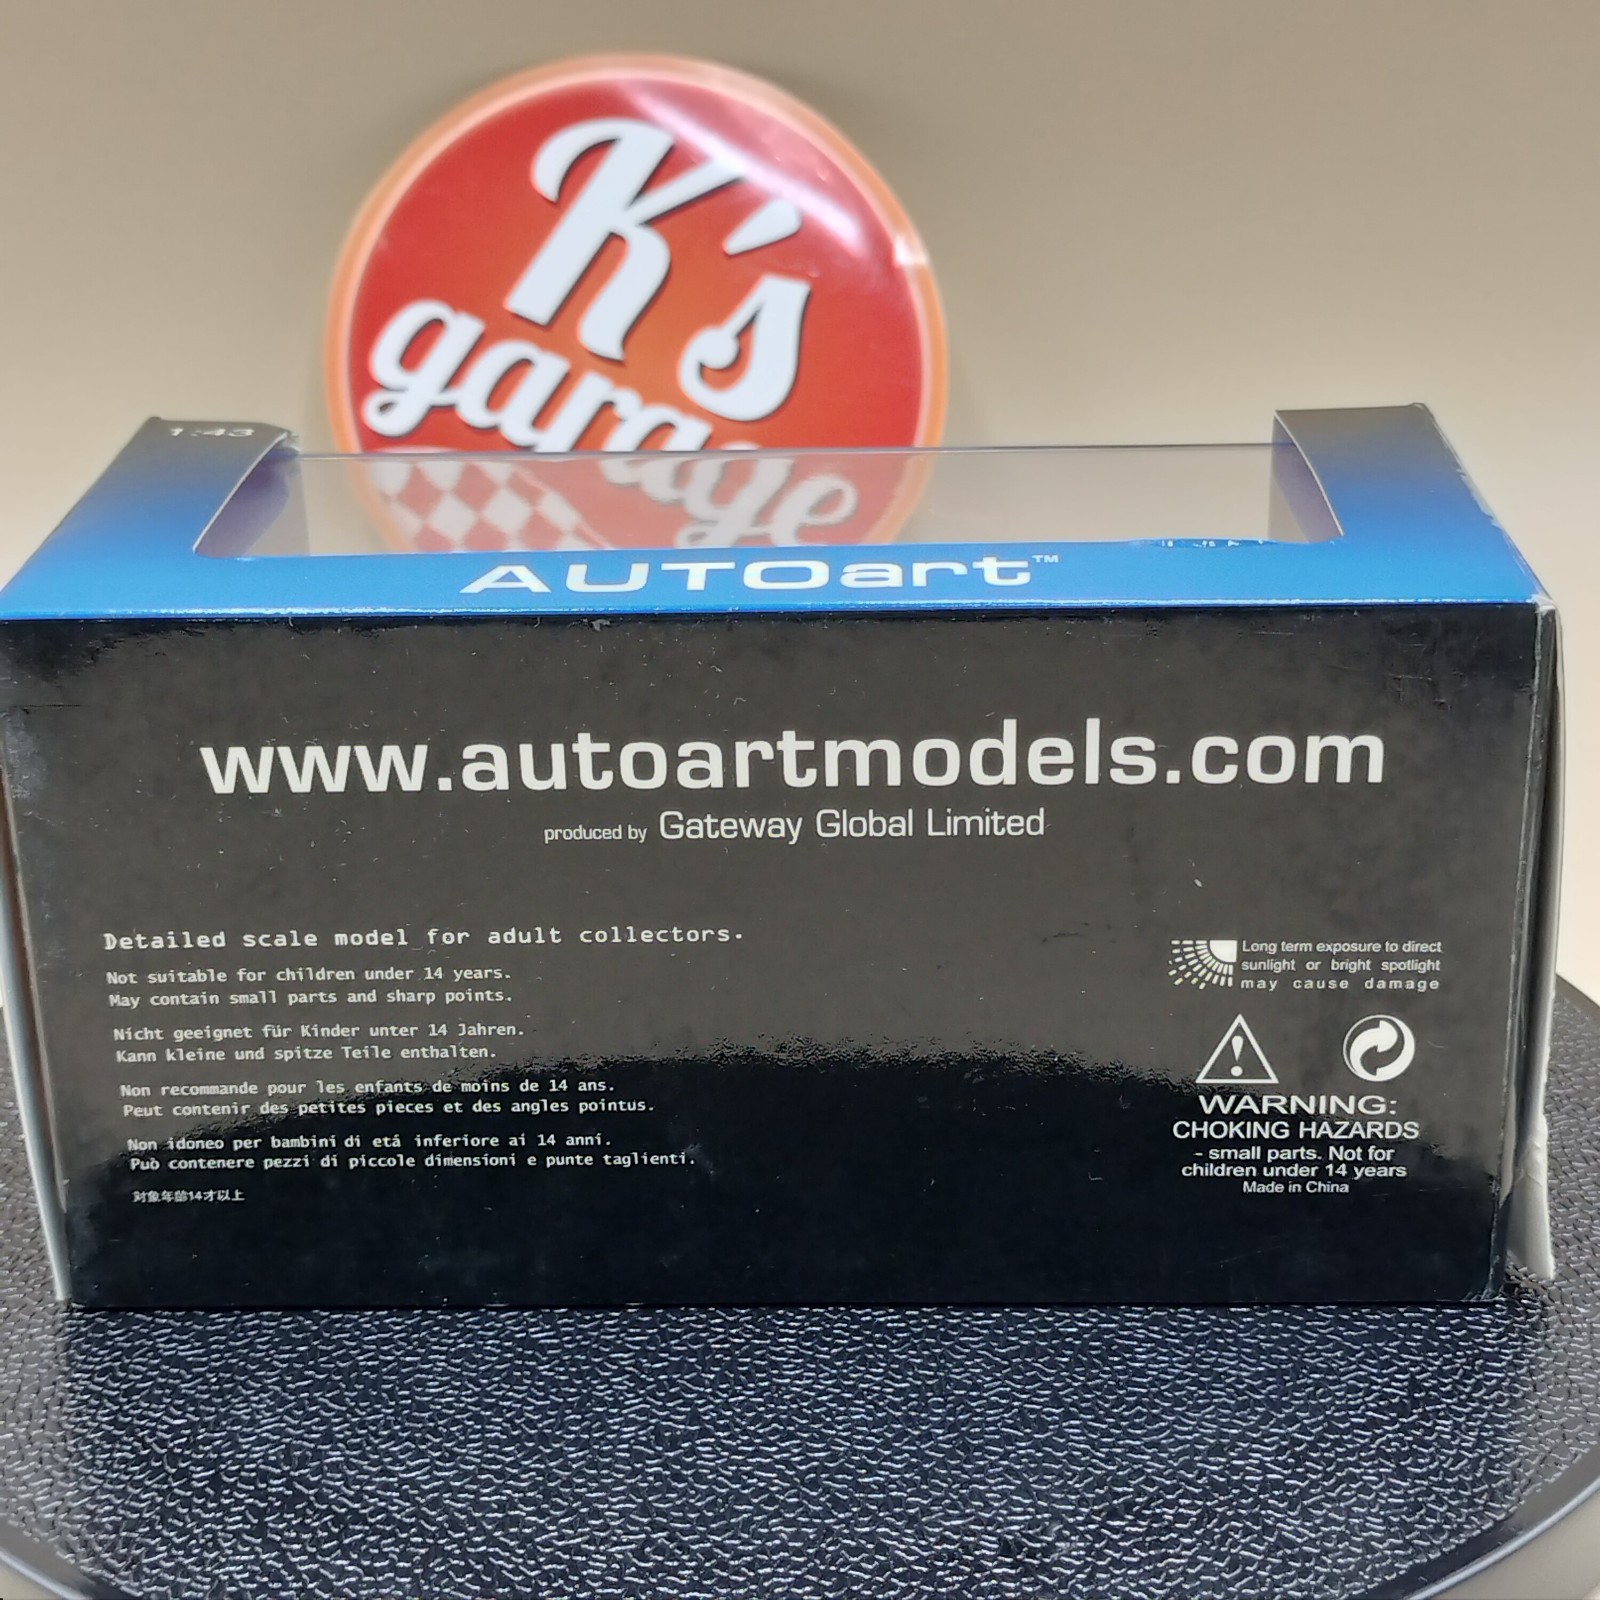 K's
garage
1:43
AUTOart™
www.autoartmodels.com
produced by Gateway Global Limited
Detailed scale model for adult collectors.
Not suitable for children under 14 years.
May contain small parts and sharp points.
Nicht geeignet für Kinder unter 14 Jahren.
Kann kleine und spitze Teile enthalten.
Non recommande pour les enfants de moins de 14 ans.
Peut contenir des petites pieces et des angles pointus.
Non idoneo per bambini di etá inferiore ai 14 anni.
Può contenere pezzi di piccole dimensioni e punte taglienti.
対象年齢14才以上
Long term exposure to direct
sunlight or bright spotlight
may cause damage
WARNING:
CHOKING HAZARDS
- small parts. Not for
children under 14 years
Made in China